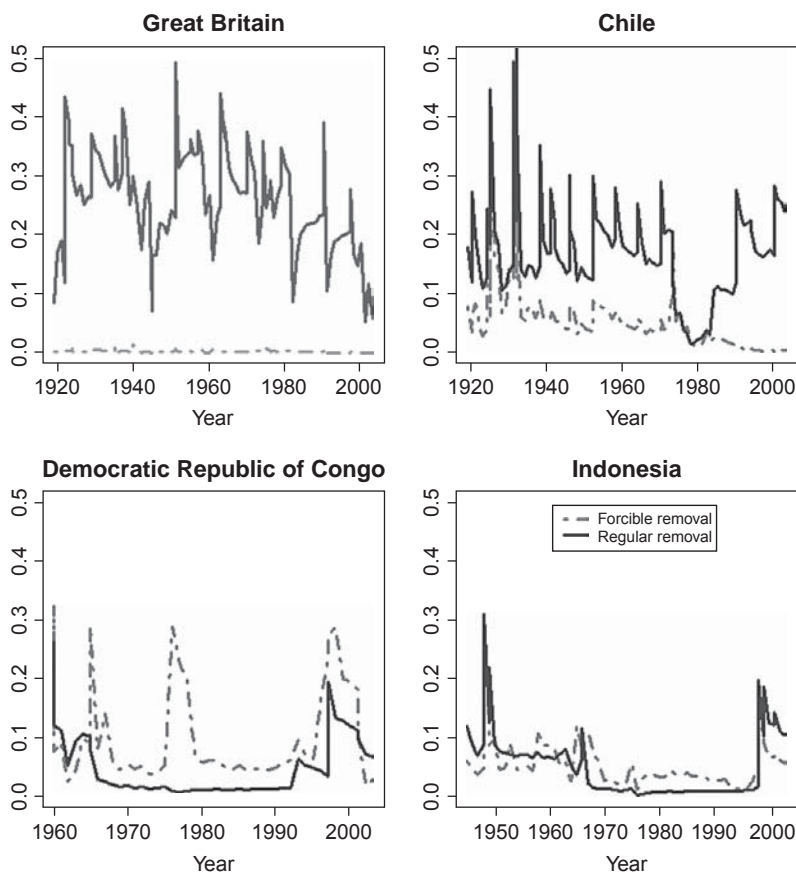 Great Britain
0.5
0.4
0.3
0.2
0.1
0.0
1920 1940 1960 1980 2000
Year
Chile
0.5
0.4
0.3
0.2
0.1
0.0
1920 1940 1960 1980 2000
Year
Democratic Republic of Congo
0.5
0.4
0.3
0.2
0.1
0.0
1960 1970 1980 1990 2000
Year
Indonesia
Forcible removal
Regular removal
0.5
0.4
0.3
0.2
0.1
0.0
1950 1960 1970 1980 1990 2000
Year